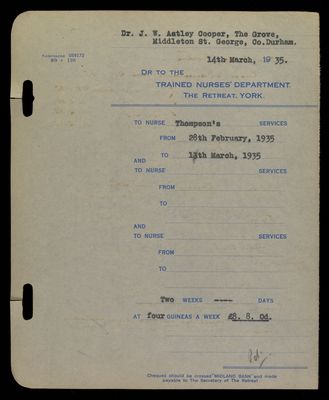 Dr. J. W. Astley Cooper, The Grove,
Middleton St. George, Co.Durham.
14th March, 19 35.
DR TO THE
TRAINED NURSES' DEPARTMENT
THE RETREAT, YORK.
TO NURSE Thompson's SERVICES
FROM 28th February, 1935
TO 14th March, 1935
AND
TO NURSE SERVICES
FROM
TO
AND
TO NURSE SERVICES
FROM
TO
Two WEEKS ---- DAYS
AT four GUINEAS A WEEK £8. 8. 0d.
Cheques should be crossed "MIDLAND BANK" and made
payable to The Secretary of The Retreat